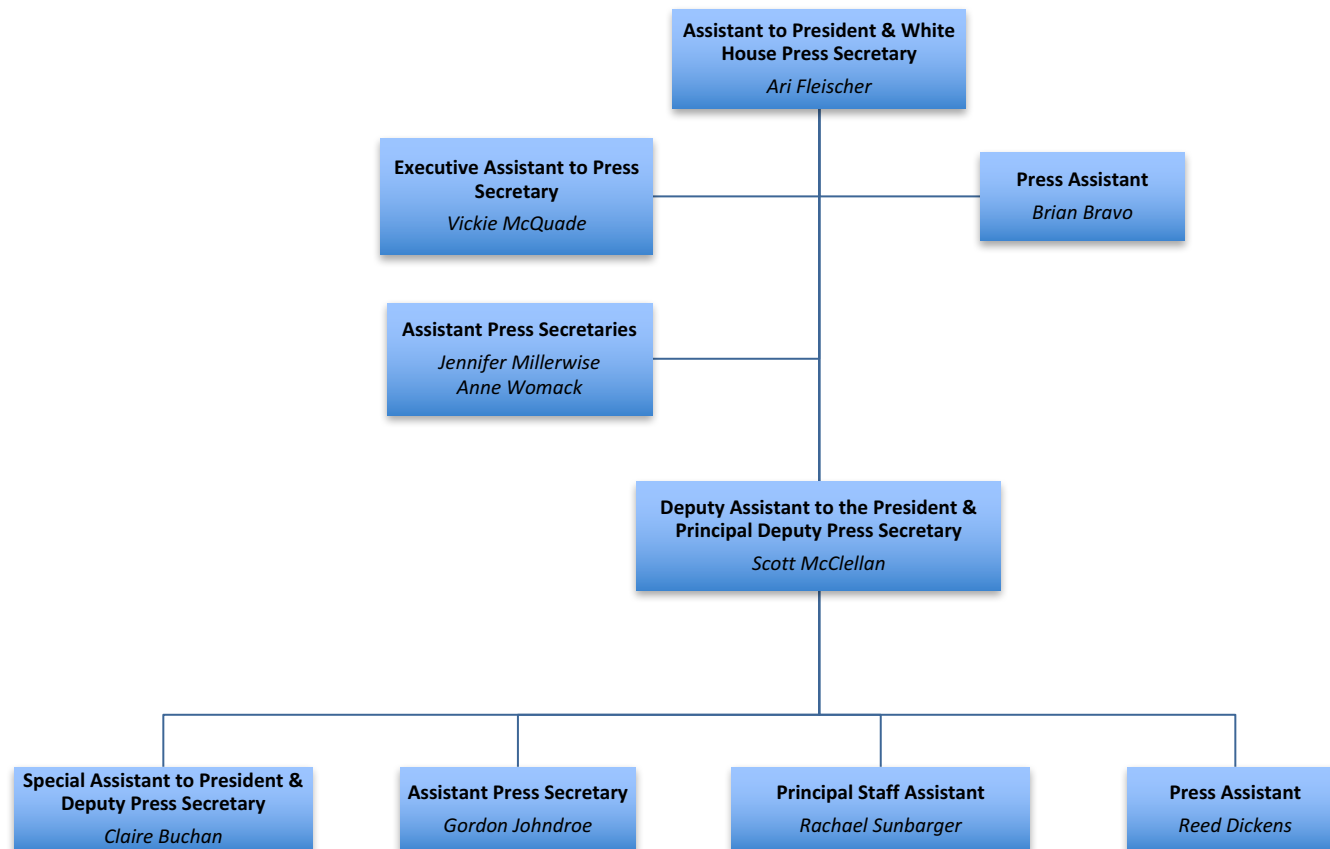 Assistant to President & White
House Press Secretary
Ari Fleischer
Executive Assistant to Press
Secretary
Vickie McQuade
Press Assistant
Brian Bravo
Assistant Press Secretaries
Jennifer Millerwise
Anne Womack
Deputy Assistant to the President &
Principal Deputy Press Secretary
Scott McClellan
Special Assistant to President &
Deputy Press Secretary
Claire Buchan
Assistant Press Secretary
Gordon Johndroe
Principal Staff Assistant
Rachael Sunbarger
Press Assistant
Reed Dickens